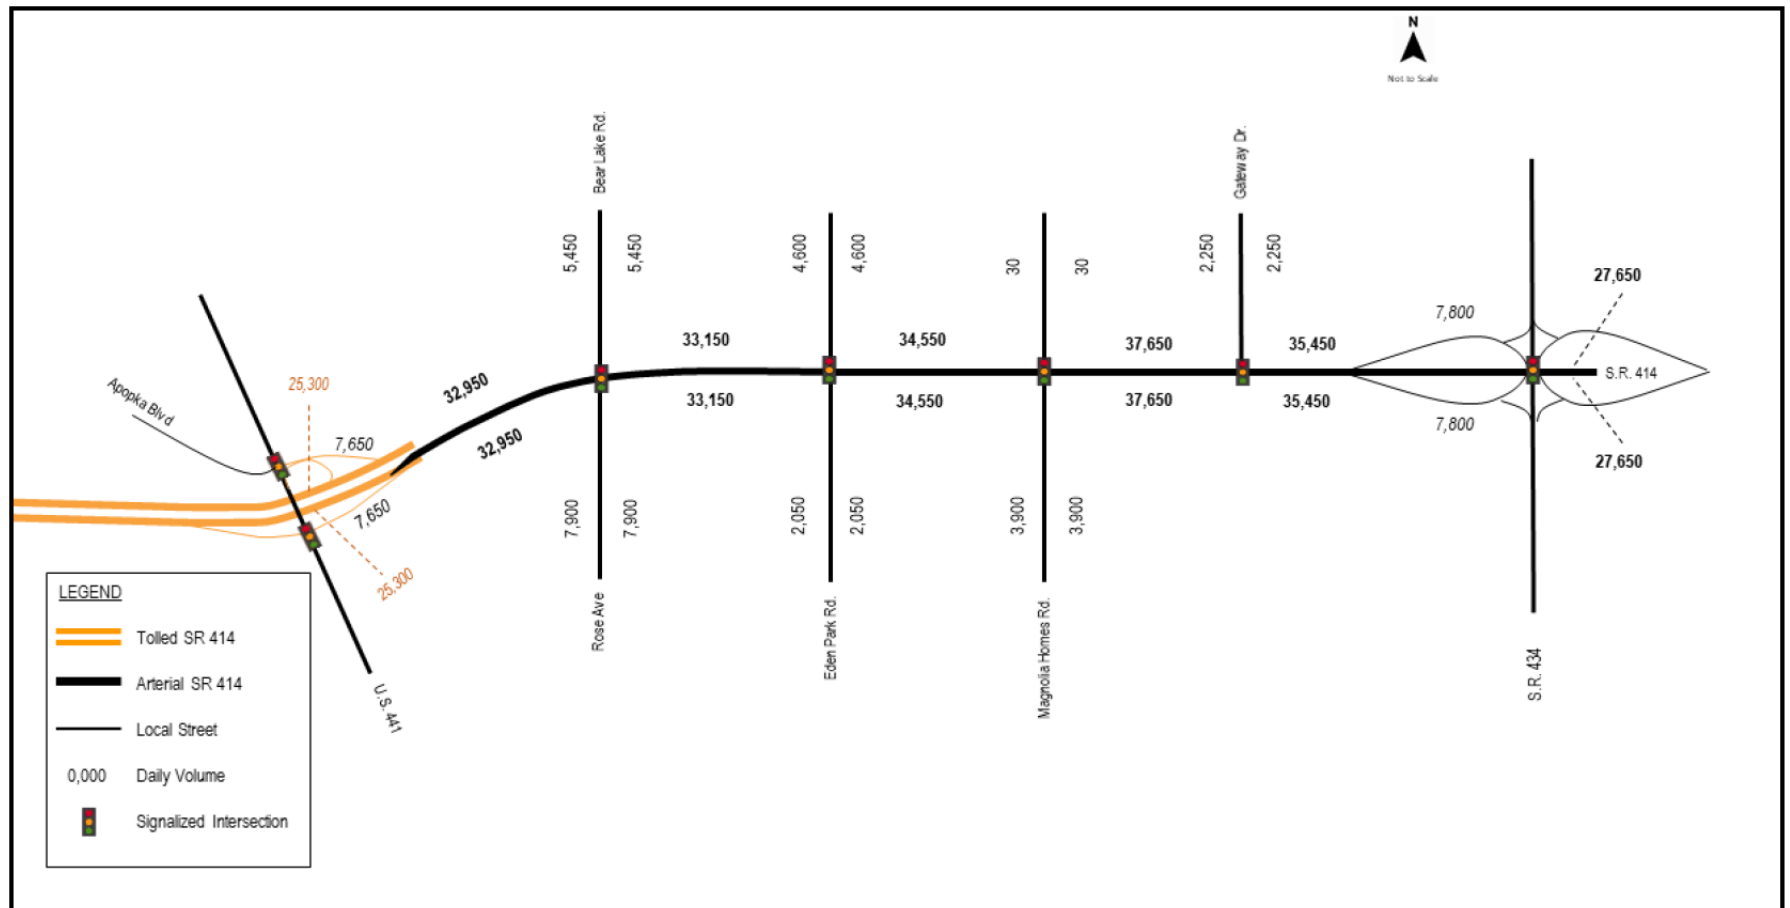 N
Not to Scale
Bear Lake Rd.
Gateway Dr.
5,450
5,450
4,600
4,600
30
30
2,250
2,250
27,650
7,800
33,150
34,550
37,650
35,450
S.R. 414
33,150
34,550
37,650
35,450
7,800
27,650
Apopka Blvd
25,300
32,950
32,950
7,650
7,650
25,300
7,900
7,900
2,050
2,050
3,900
3,900
Rose Ave
Eden Park Rd.
Magnolia Homes Rd.
S.R. 434
U.S. 441
LEGEND
Tolled SR 414
Arterial SR 414
Local Street
0,000 Daily Volume
Signalized Intersection